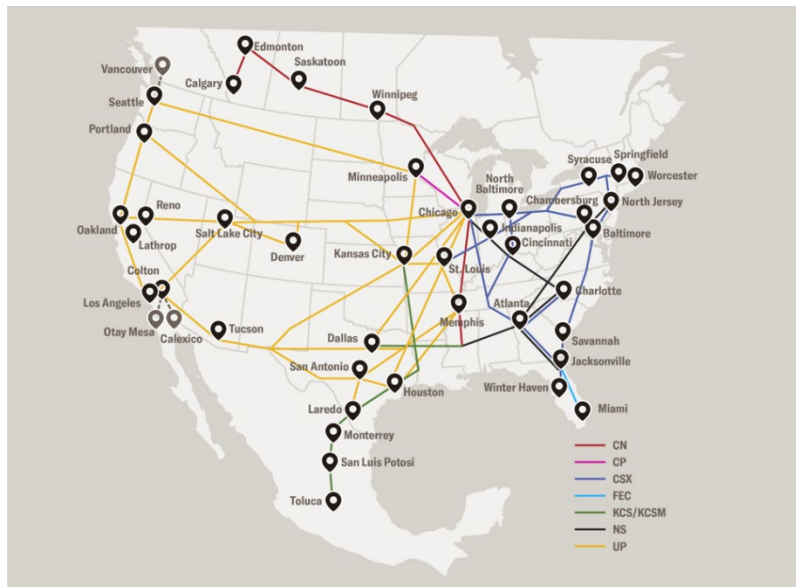 Edmonton
Saskatoon
Vancouver
Calgary
Winnipeg
Seattle
Portland
Minneapolis
North
Baltimore
Syracuse
Springfield
Worcester
Chambersburg
North Jersey
Reno
Oakland
Lathrop
Salt Lake City
Denver
Chicago
Indianapolis
Cincinnati
Baltimore
Kansas City
St. Louis
Colton
Los Angeles
Otay Mesa
Calexico
Tucson
Dallas
Memphis
Atlanta
Charlotte
Savannah
Jacksonville
San Antonio
Houston
Winter Haven
Miami
Laredo
Monterrey
San Luis Potosi
Toluca
CN
CP
CSX
FEC
KCS/KCSM
NS
UP